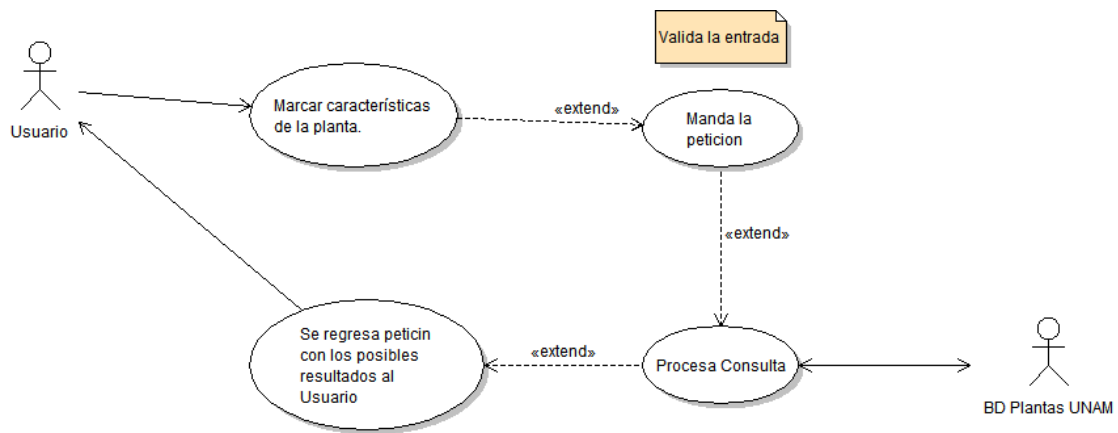 Valida la entrada
Usuario
Marcar características
de la planta.
«extend»
Manda la
peticion
«extend»
Se regresa peticin
con los posibles
resultados al
Usuario
«extend»
Procesa Consulta
BD Plantas UNAM